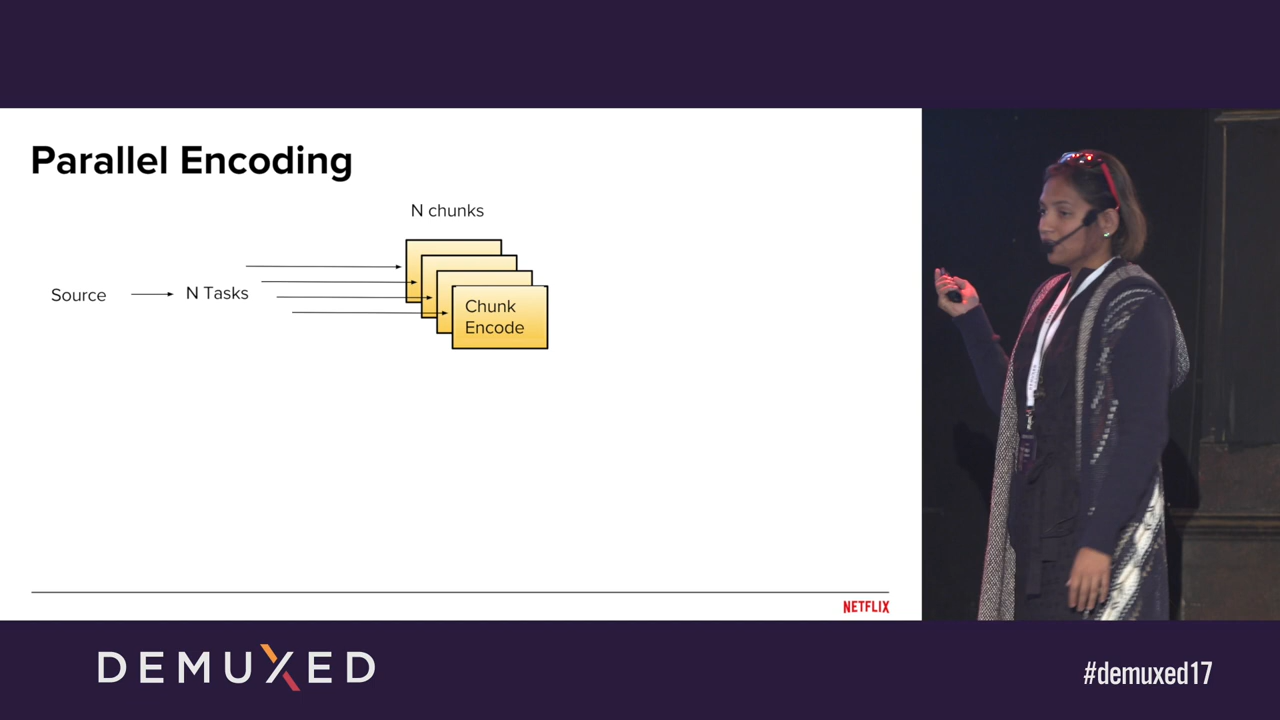 Parallel Encoding
N chunks
Source
N Tasks
Chunk
Encode
NETFLIX
DEMUXED
#demuxed17